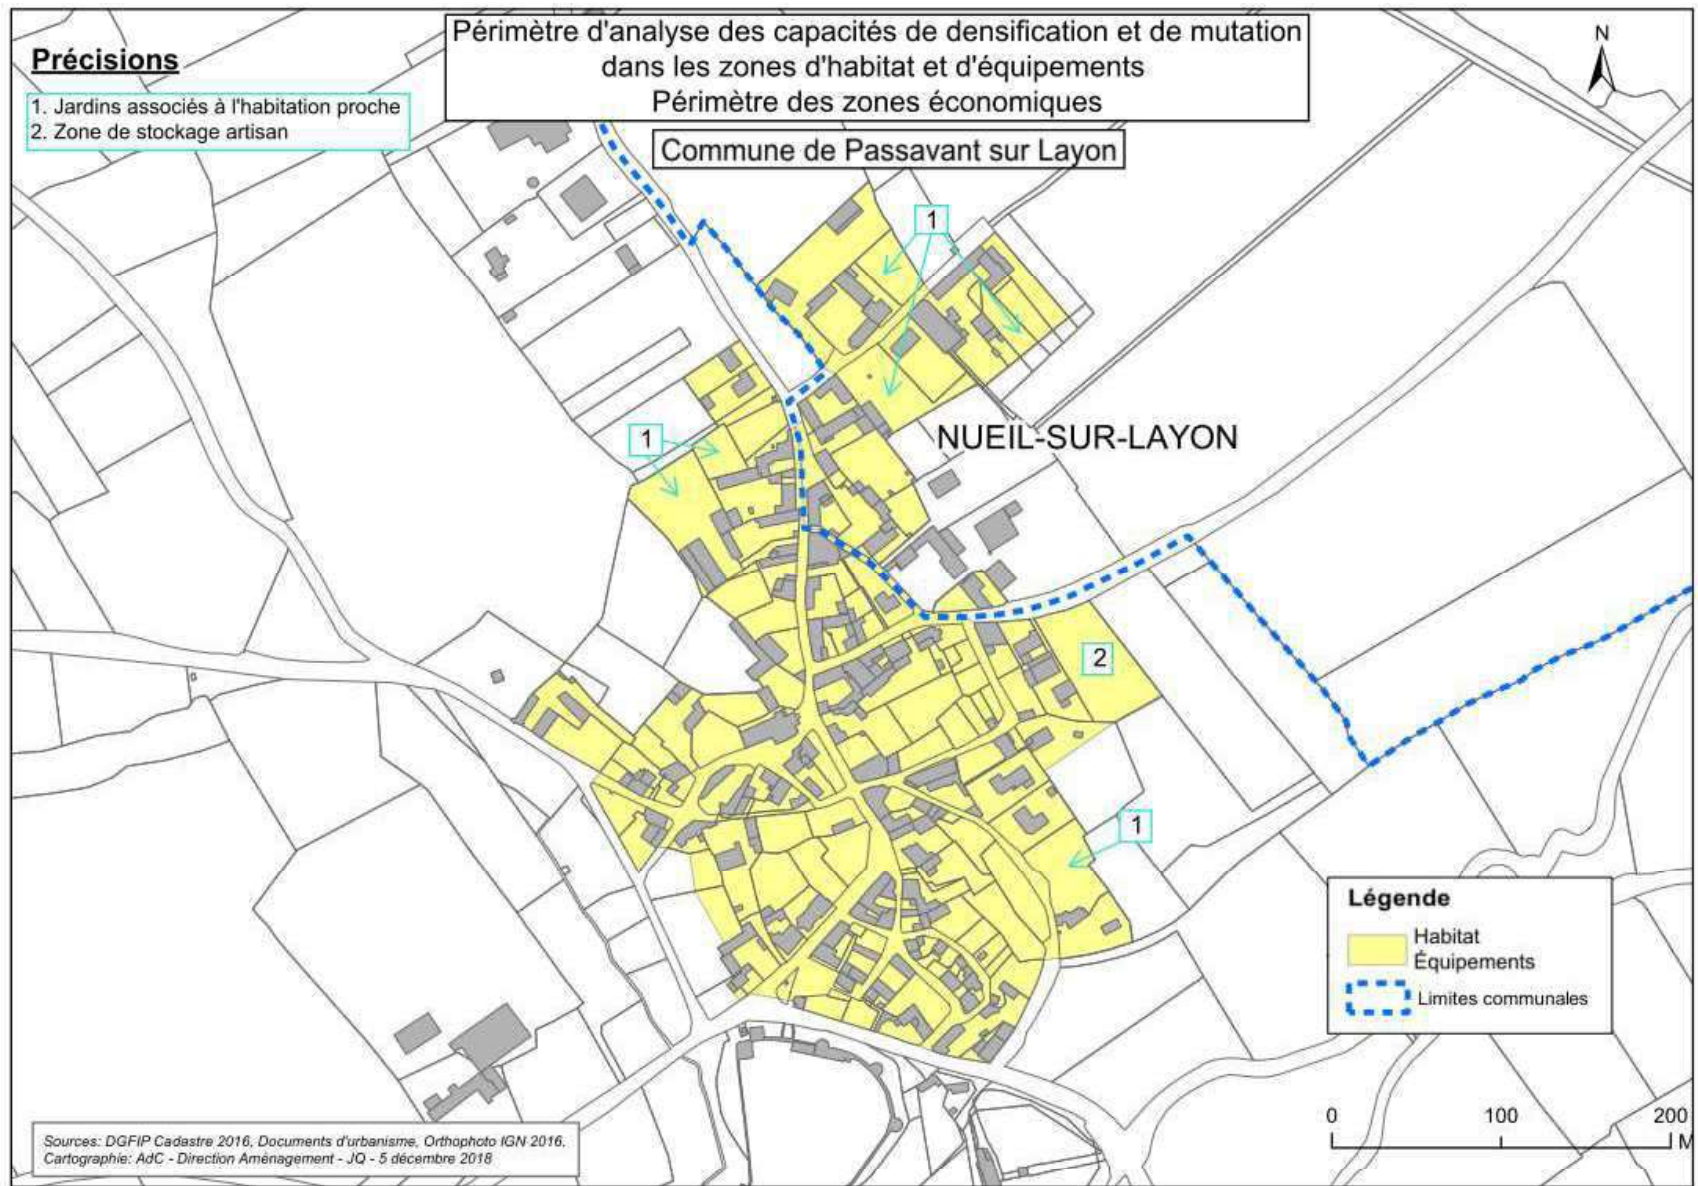 Périmètre d'analyse des capacités de densification et de mutation
dans les zones d'habitat et d'équipements
Périmètre des zones économiques
Commune de Passavant sur Layon
Précisions
1. Jardins associés à l'habitation proche
2. Zone de stockage artisan
N
1
1
NUEIL-SUR-LAYON
2
1
Légende
Habitat
Équipements
Limites communales
0 100 200
M
Sources: DGFIP Cadastre 2016, Documents d'urbanisme, Orthophoto IGN 2016.
Cartographie: AdC - Direction Aménagement - JQ - 5 décembre 2018